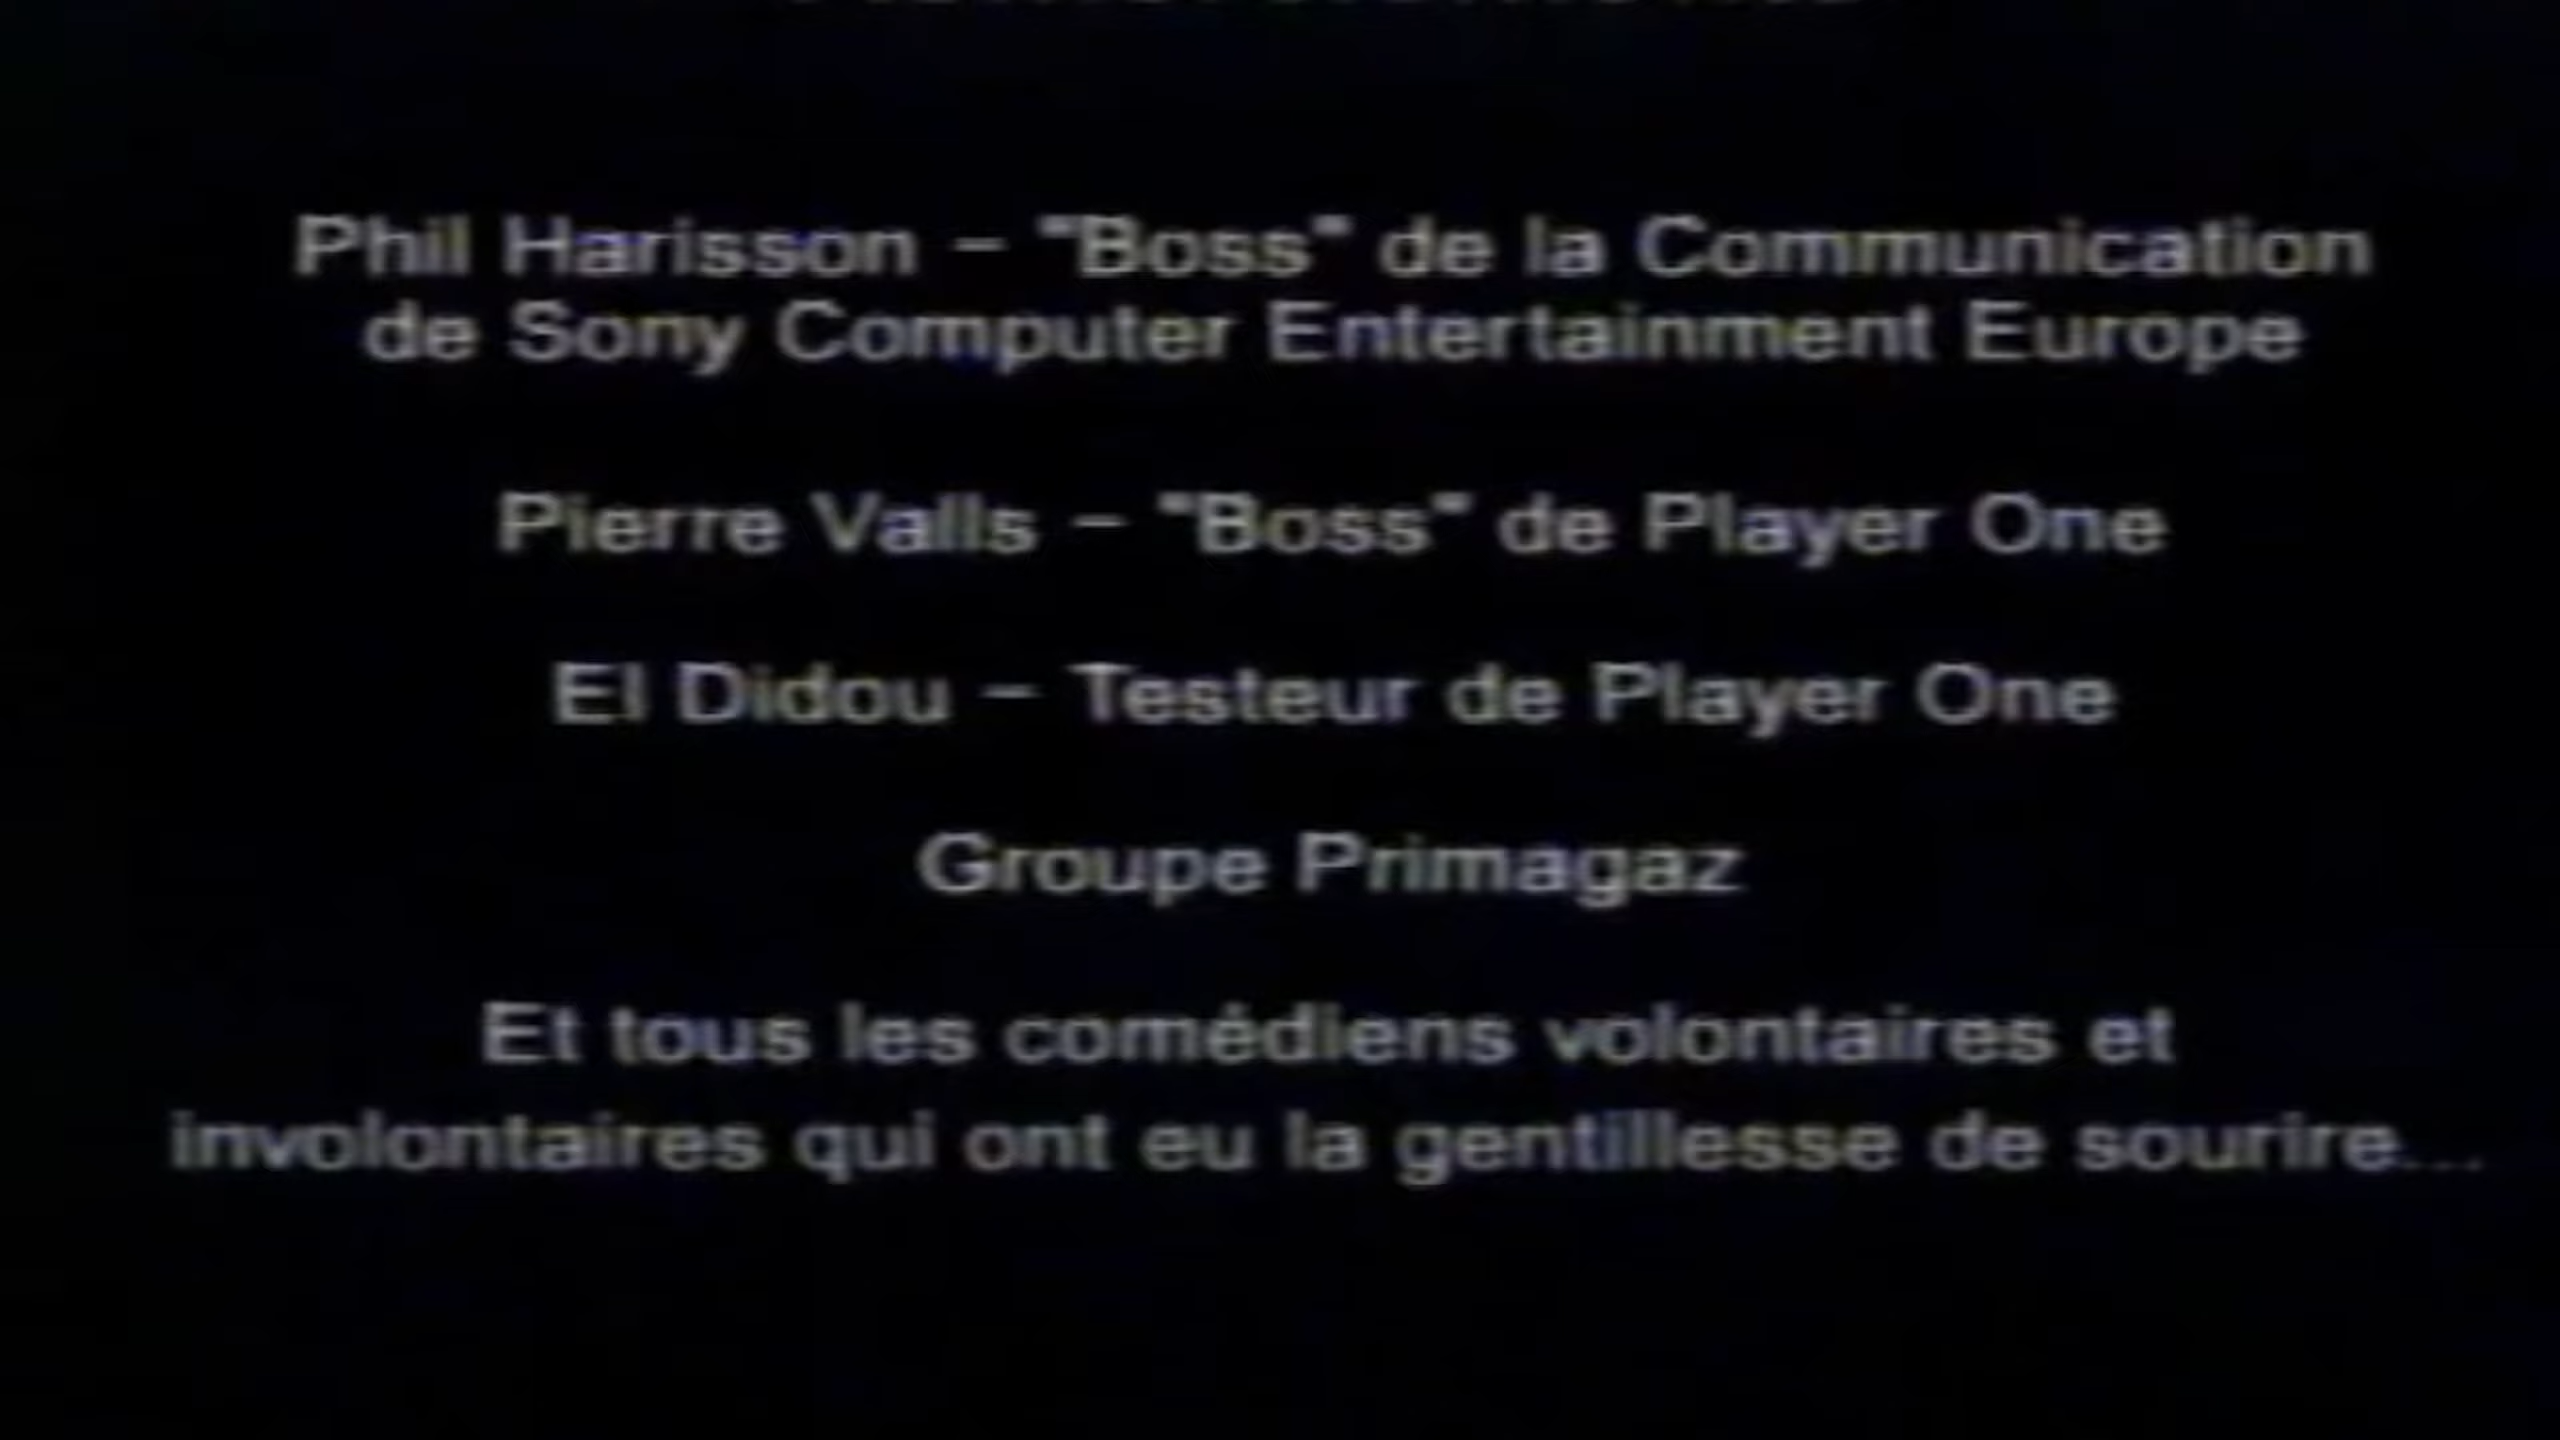 Phil Harisson – "Boss" de la Communication
de Sony Computer Entertainment Europe
Pierre Valls – "Boss" de Player One
El Didou – Testeur de Player One
Groupe Primagaz
Et tous les comédiens volontaires et
involontaires qui ont eu la gentillesse de sourire...